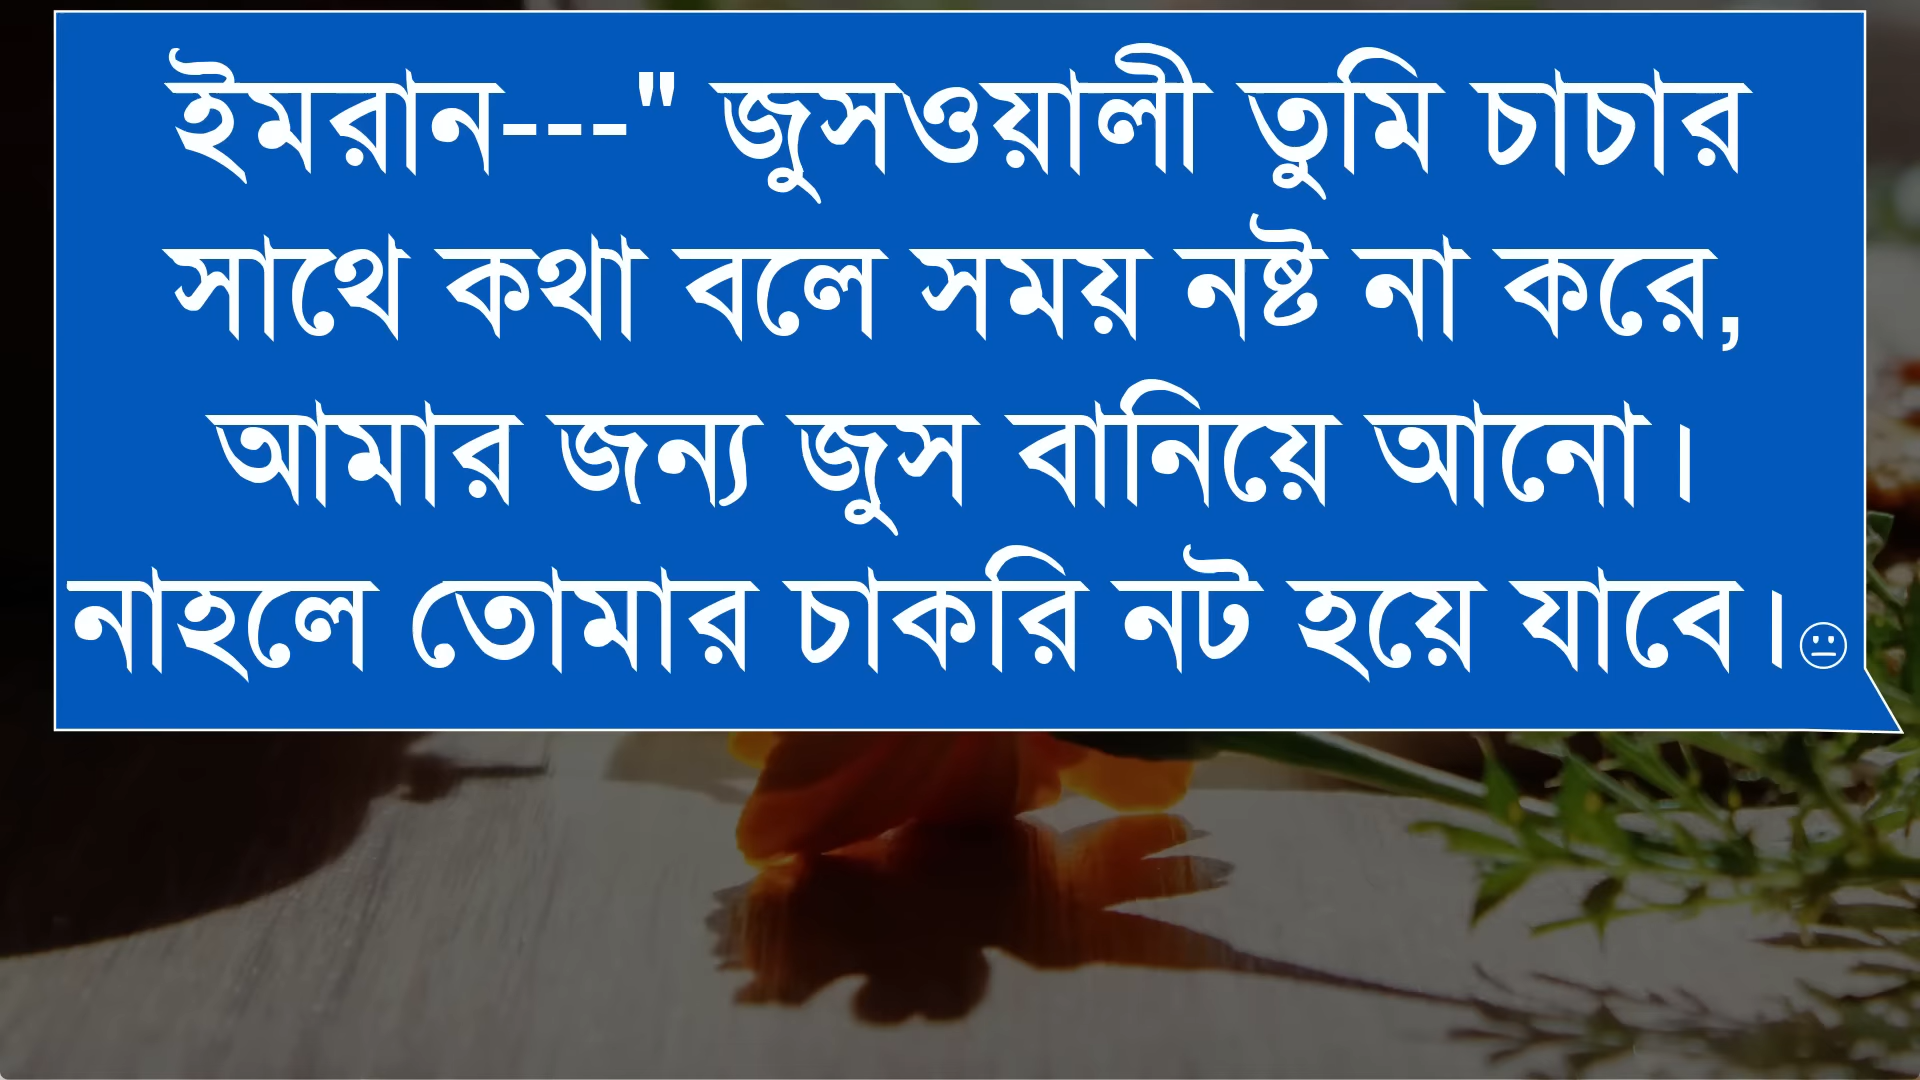 ইমরান---" জুসওয়ালী তুমি চাচার
সাথে কথা বলে সময় নষ্ট না করে,
আমার জন্য জুস বানিয়ে আনো।
নাহলে তোমার চাকরি নট হয়ে যাবে।😐